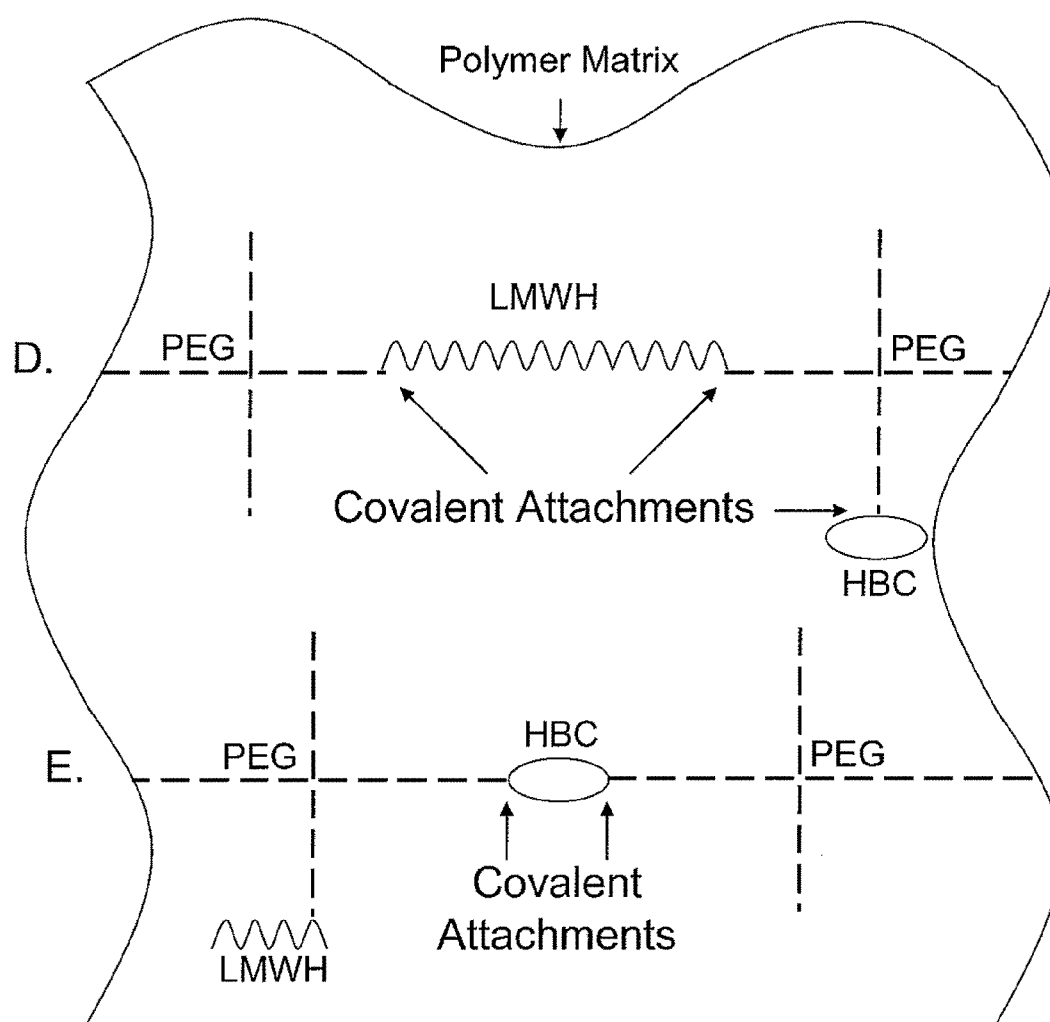 Polymer Matrix
LMWH
D.
PEG
PEG
Covalent Attachments
HBC
E.
PEG
HBC
PEG
Covalent
Attachments
LMWH